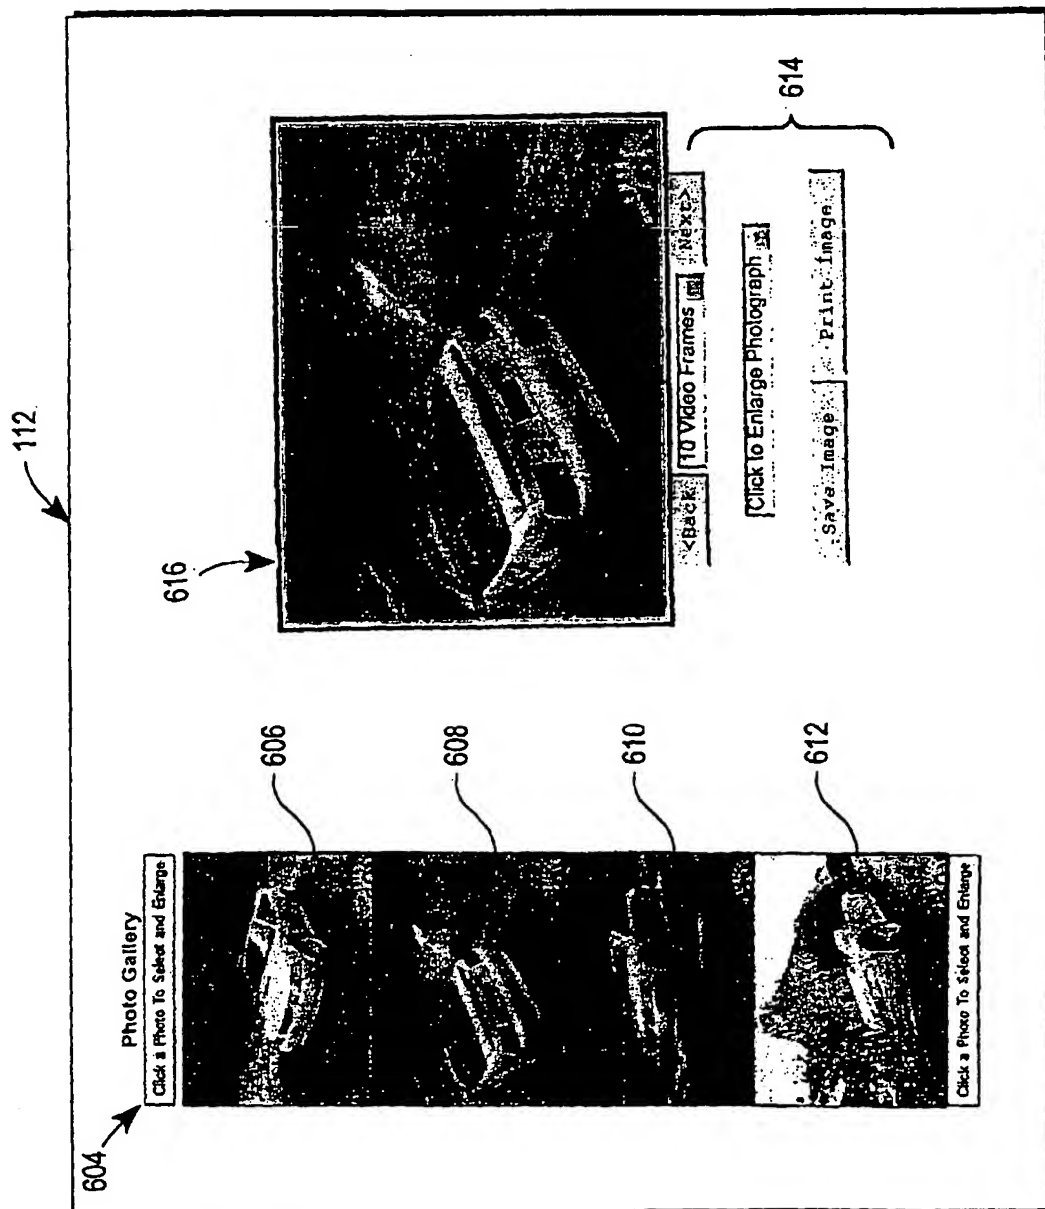 112
604
Photo Gallery
Click a Photo To Select and Enlarge
606
608
610
612
Click a Photo To Select and Enlarge
616
<Back
10 Video Frames
Next>
Click to Enlarge Photograph
Save Image
Print Image
614